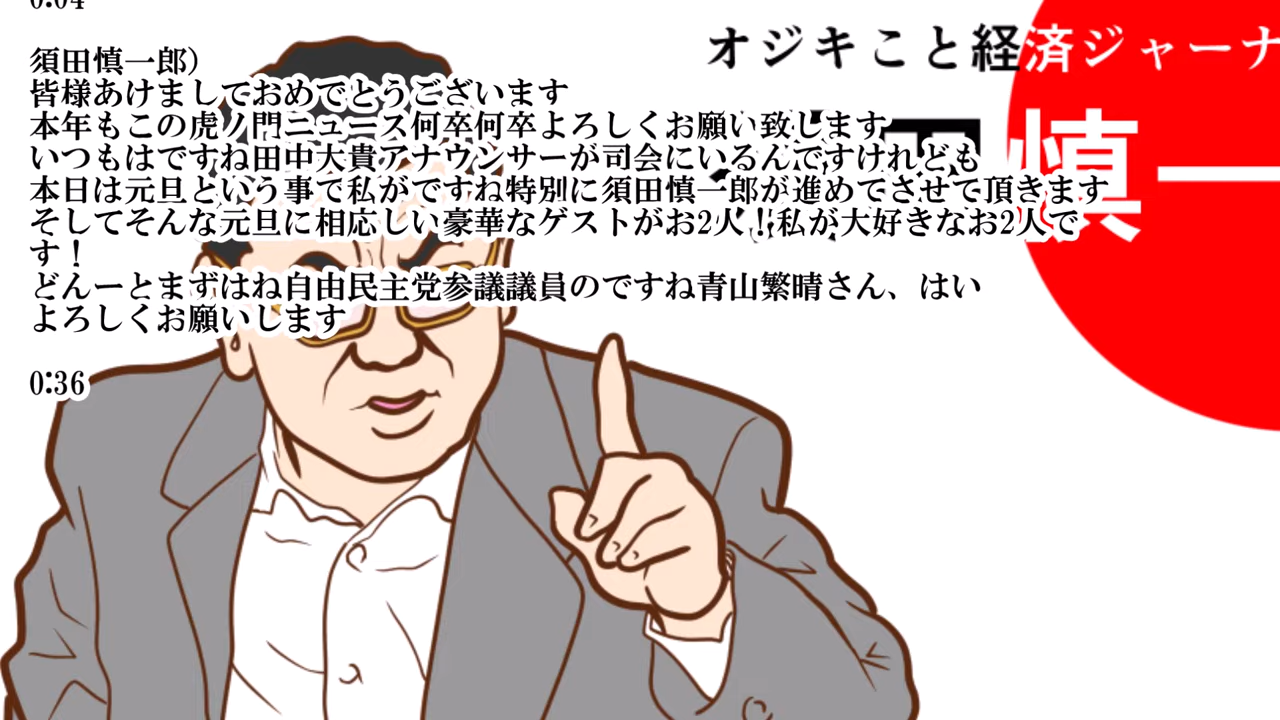 0:04
オジキこと経済ジャーナ
須田慎一郎）
皆様あけましておめでとうございます
本年もこの虎ノ門ニュース何卒何卒よろしくお願い致します
いつもはですね田中大貴アナウンサーが司会にいるんですけれども
本日は元旦という事で私がですね特別に須田慎一郎が進めてさせて頂きます
そしてそんな元旦に相応しい豪華なゲストがお2人！私が大好きなお2人で
す！
どんーとまずはね自由民主党参議議員のですね青山繁晴さん、はい
よろしくお願いします
0:36
慎一